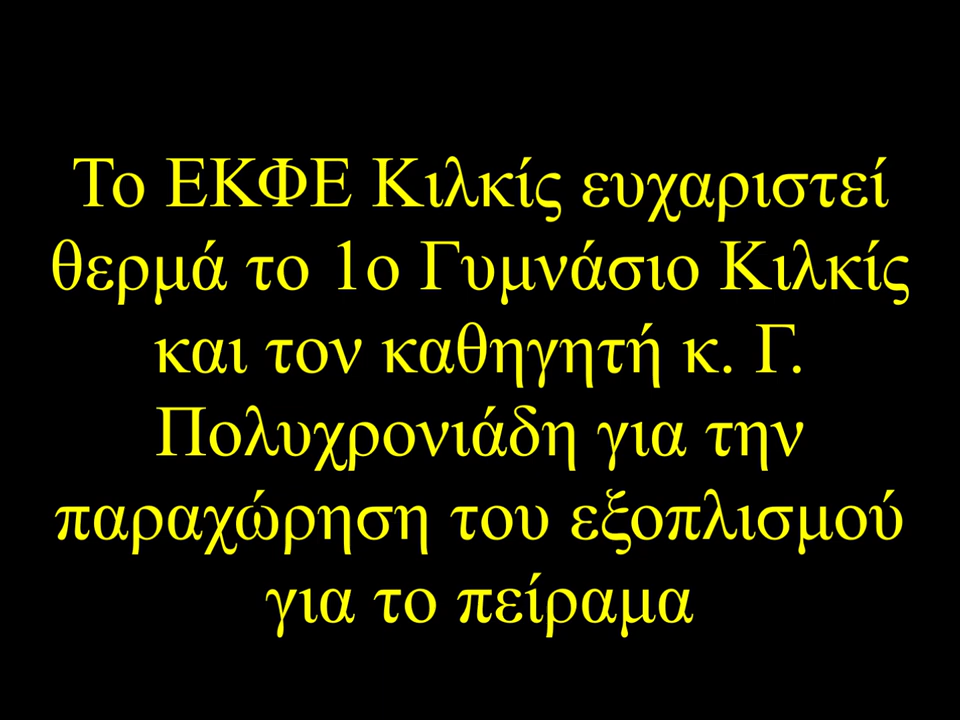 Το ΕΚΦΕ Κιλκίς ευχαριστεί
θερμά το 1ο Γυμνάσιο Κιλκίς
και τον καθηγητή κ. Γ.
Πολυχρονιάδη για την
παραχώρηση του εξοπλισμού
για το πείραμα